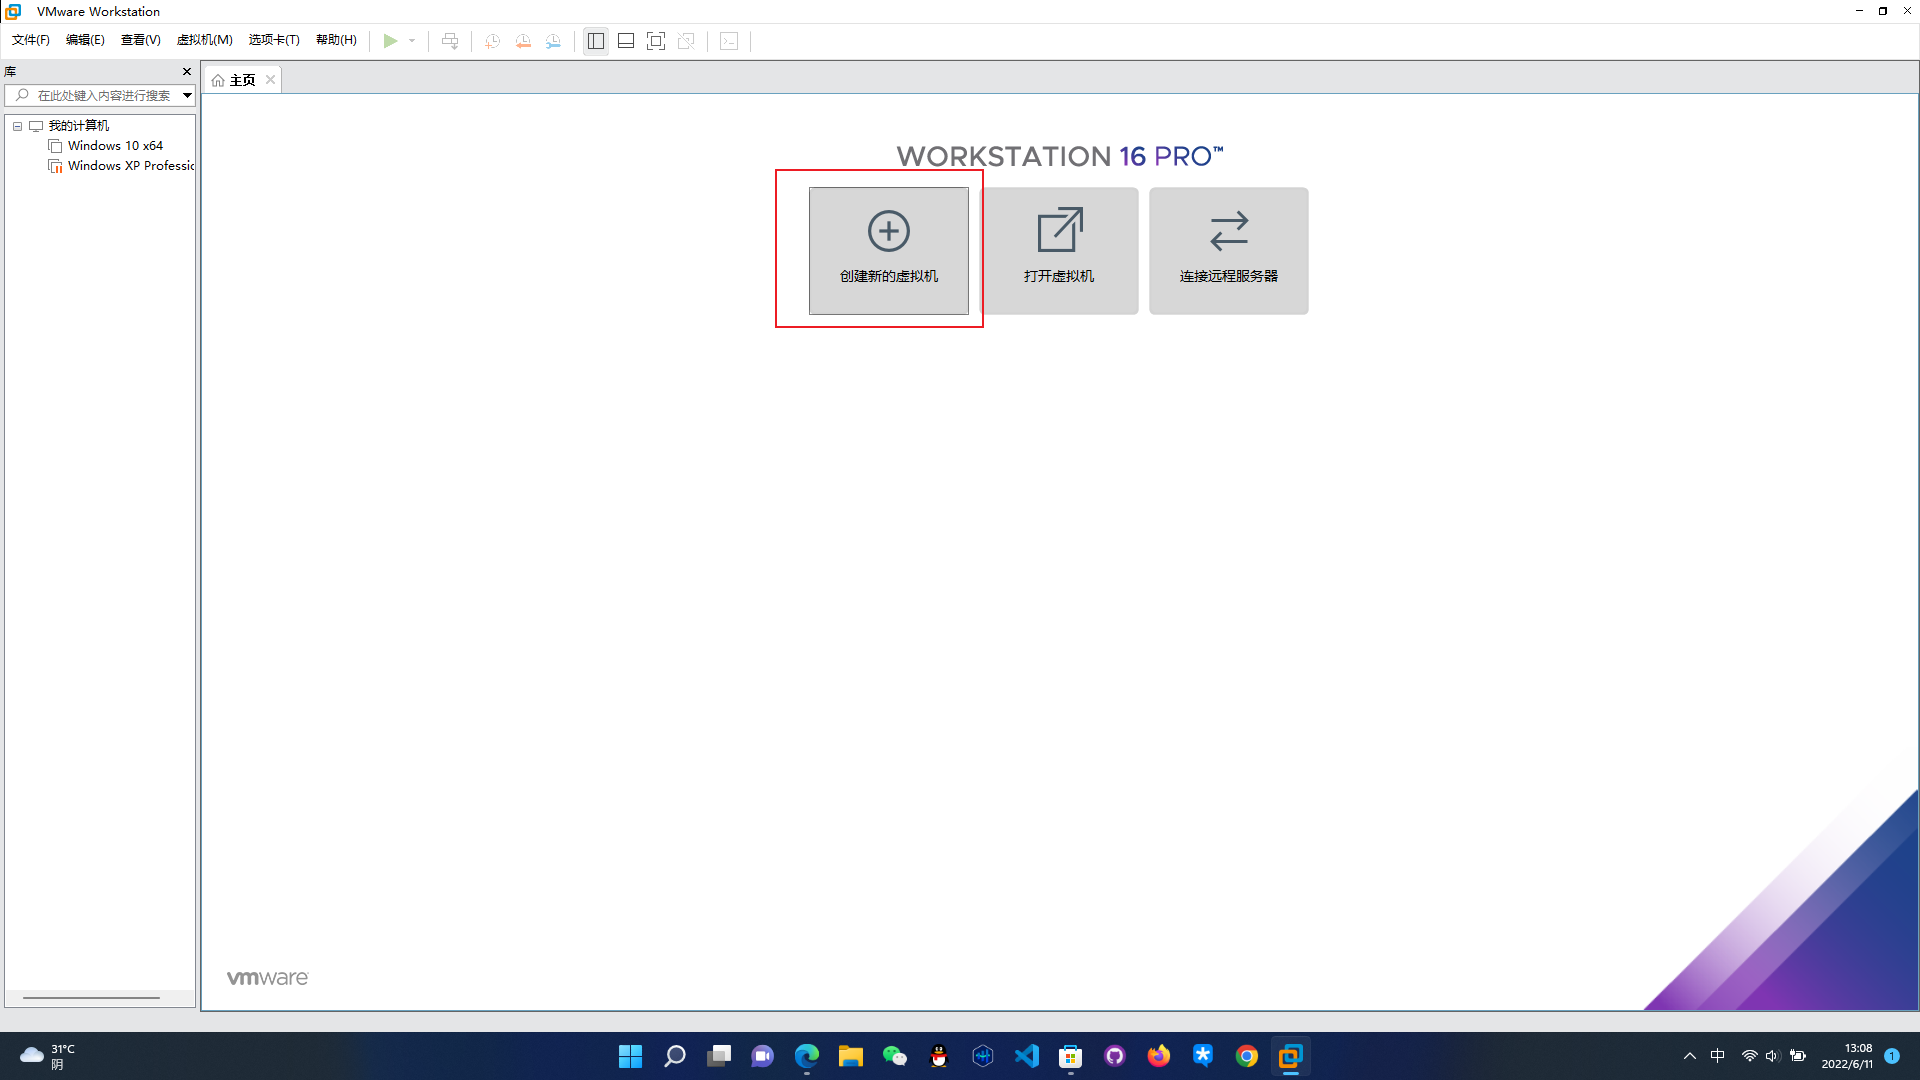 VMware Workstation
文件(F) 编辑(E) 查看(V) 虚拟机(M) 选项卡(T) 帮助(H)
库
主页
在此处键入内容进行搜索
我的计算机
Windows 10 x64
Windows XP Professic
WORKSTATION 16 PRO™
创建新的虚拟机
打开虚拟机
连接远程服务器
vmware
31°C
阴
中
13:08
2022/6/11
1